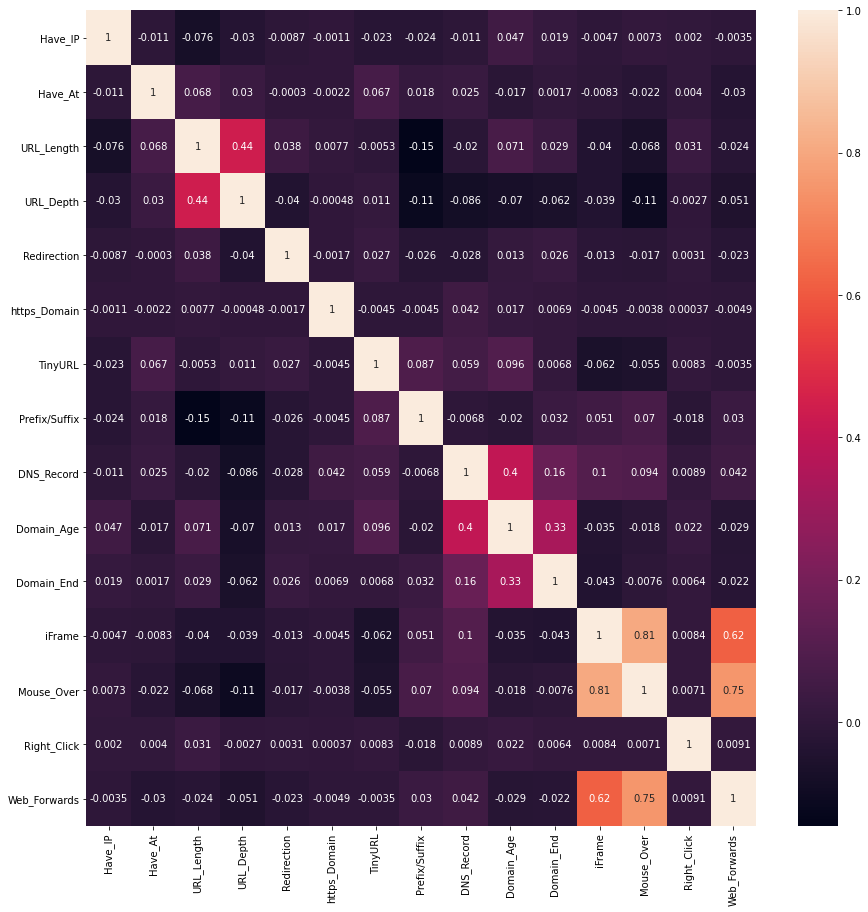 Have_IP 1 -0.011 -0.076 -0.03 -0.0087 -0.0011 -0.023 -0.024 -0.011 0.047 0.019 -0.0047 0.0073 0.002 -0.0035
Have_At -0.011 1 0.068 0.03 -0.0003 -0.0022 0.067 0.018 0.025 -0.017 0.0017 -0.0083 -0.022 0.004 -0.03
URL_Length -0.076 0.068 1 0.44 0.038 0.0077 -0.0053 -0.15 -0.02 0.071 0.029 -0.04 -0.068 0.031 -0.024
URL_Depth -0.03 0.03 0.44 1 -0.04 -0.00048 0.011 -0.11 -0.086 -0.07 -0.062 -0.039 -0.11 -0.0027 -0.051
Redirection -0.0087 -0.0003 0.038 -0.04 1 -0.0017 0.027 -0.026 -0.028 0.013 0.026 -0.013 -0.017 0.0031 -0.023
https_Domain -0.0011 -0.0022 0.0077 -0.00048 -0.0017 1 -0.0045 -0.0045 0.042 0.017 0.0069 -0.0045 -0.0038 0.00037 -0.0049
TinyURL -0.023 0.067 -0.0053 0.011 0.027 -0.0045 1 0.087 0.059 0.096 0.0068 -0.062 -0.055 0.0083 -0.0035
Prefix/Suffix -0.024 0.018 -0.15 -0.11 -0.026 -0.0045 0.087 1 -0.0068 -0.02 0.032 0.051 0.07 -0.018 0.03
DNS_Record -0.011 0.025 -0.02 -0.086 -0.028 0.042 0.059 -0.0068 1 0.4 0.16 0.1 0.094 0.0089 0.042
Domain_Age 0.047 -0.017 0.071 -0.07 0.013 0.017 0.096 -0.02 0.4 1 0.33 -0.035 -0.018 0.022 -0.029
Domain_End 0.019 0.0017 0.029 -0.062 0.026 0.0069 0.0068 0.032 0.16 0.33 1 -0.043 -0.0076 0.0064 -0.022
iFrame -0.0047 -0.0083 -0.04 -0.039 -0.013 -0.0045 -0.062 0.051 0.1 -0.035 -0.043 1 0.81 0.0084 0.62
Mouse_Over 0.0073 -0.022 -0.068 -0.11 -0.017 -0.0038 -0.055 0.07 0.094 -0.018 -0.0076 0.81 1 0.0071 0.75
Right_Click 0.002 0.004 0.031 -0.0027 0.0031 0.00037 0.0083 -0.018 0.0089 0.022 0.0064 0.0084 0.0071 1 0.0091
Web_Forwards -0.0035 -0.03 -0.024 -0.051 -0.023 -0.0049 -0.0035 0.03 0.042 -0.029 -0.022 0.62 0.75 0.0091 1
Have_IP
Have_At
URL_Length
URL_Depth
Redirection
https_Domain
TinyURL
Prefix/Suffix
DNS_Record
Domain_Age
Domain_End
iFrame
Mouse_Over
Right_Click
Web_Forwards
1.0
0.8
0.6
0.4
0.2
0.0